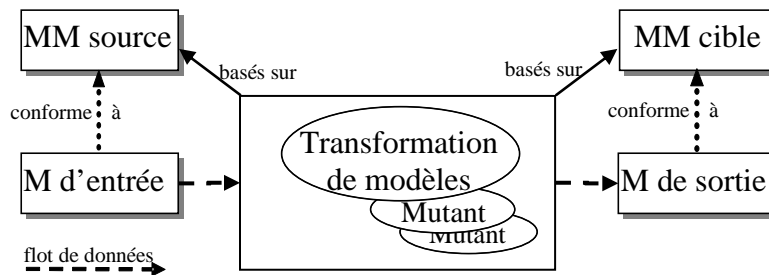 MM source
MM cible
basés sur
basés sur
conforme à
conforme à
Transformation
de modèles
M d’entrée
M de sortie
Mutant
Mutant
flot de données